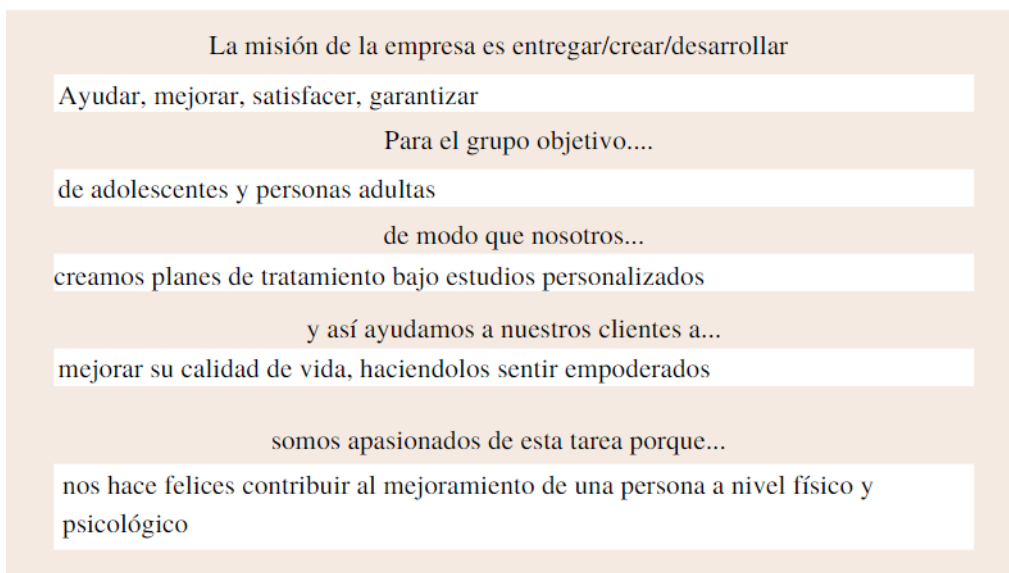 La misión de la empresa es entregar/crear/desarrollar
Ayudar, mejorar, satisfacer, garantizar
Para el grupo objetivo....
de adolescentes y personas adultas
de modo que nosotros...
creamos planes de tratamiento bajo estudios personalizados
y así ayudamos a nuestros clientes a...
mejorar su calidad de vida, haciendolos sentir empoderados
somos apasionados de esta tarea porque...
nos hace felices contribuir al mejoramiento de una persona a nivel físico y
psicológico